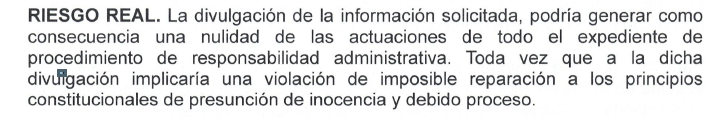 RIESGO REAL. La divulgación de la información solicitada, podría generar como
consecuencia una nulidad de las actuaciones de todo el expediente de
procedimiento de responsabilidad administrativa. Toda vez que a la dicha
divulgación implicaría una violación de imposible reparación a los principios
constitucionales de presunción de inocencia y debido proceso.